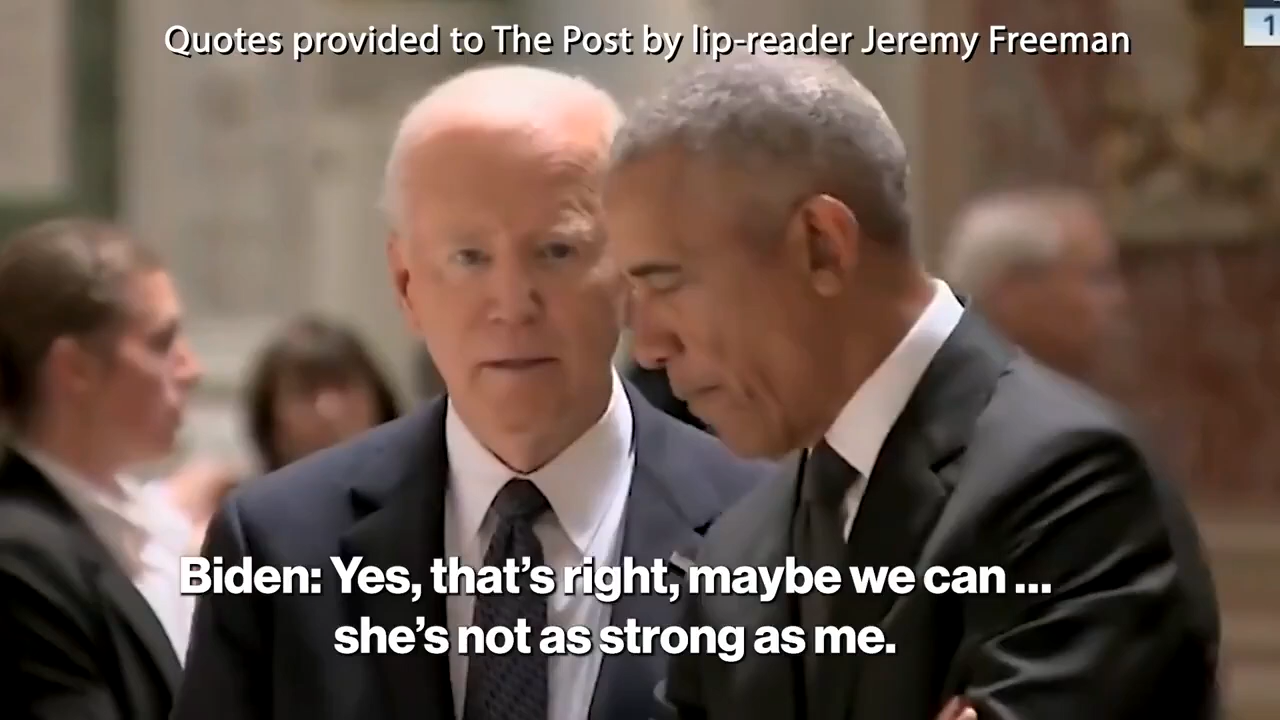 Quotes provided to The Post by lip-reader Jeremy Freeman
1
Biden: Yes, that's right, maybe we can ...
she's not as strong as me.